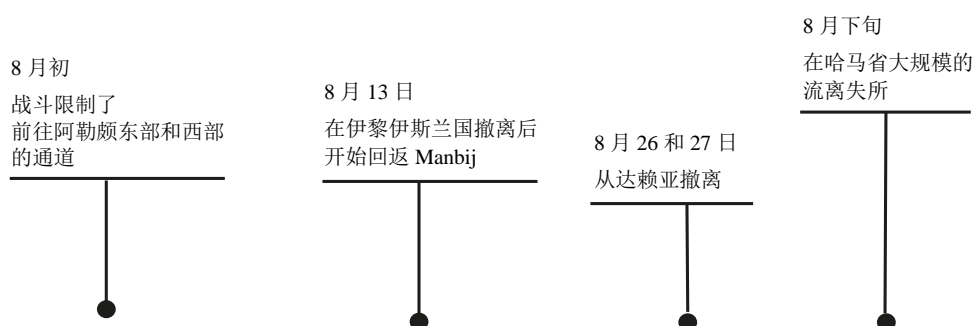 8 月初
战斗限制了
前往阿勒颇东部和西部
的通道
8 月 13 日
在伊黎伊斯兰国撤离后
开始回返 Manbij
8 月 26 和 27 日
从达赖亚撤离
8 月下旬
在哈马省大规模的
流离失所